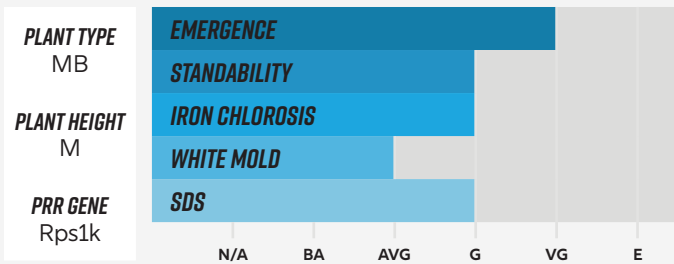 PLANT TYPE
MB
PLANT HEIGHT
M
PRR GENE
Rps1k
EMERGENCE
STANDABILITY
IRON CHLOROSIS
WHITE MOLD
SDS
N/A BA AVG G VG E